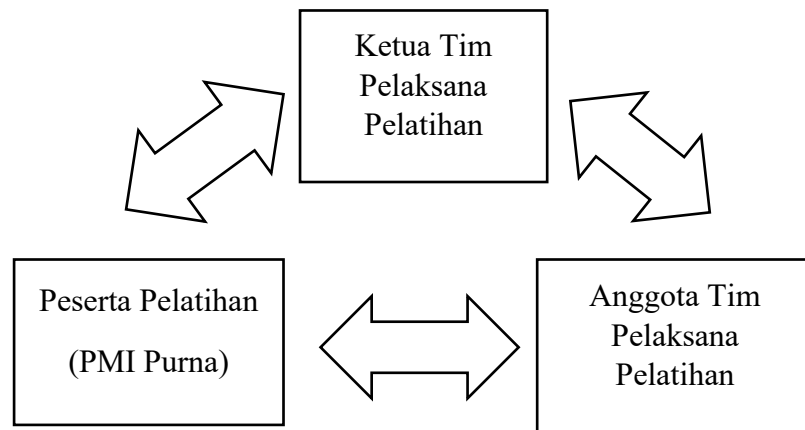 Ketua Tim
Pelaksana
Pelatihan
Peserta Pelatihan
(PMI Purna)
Anggota Tim
Pelaksana
Pelatihan